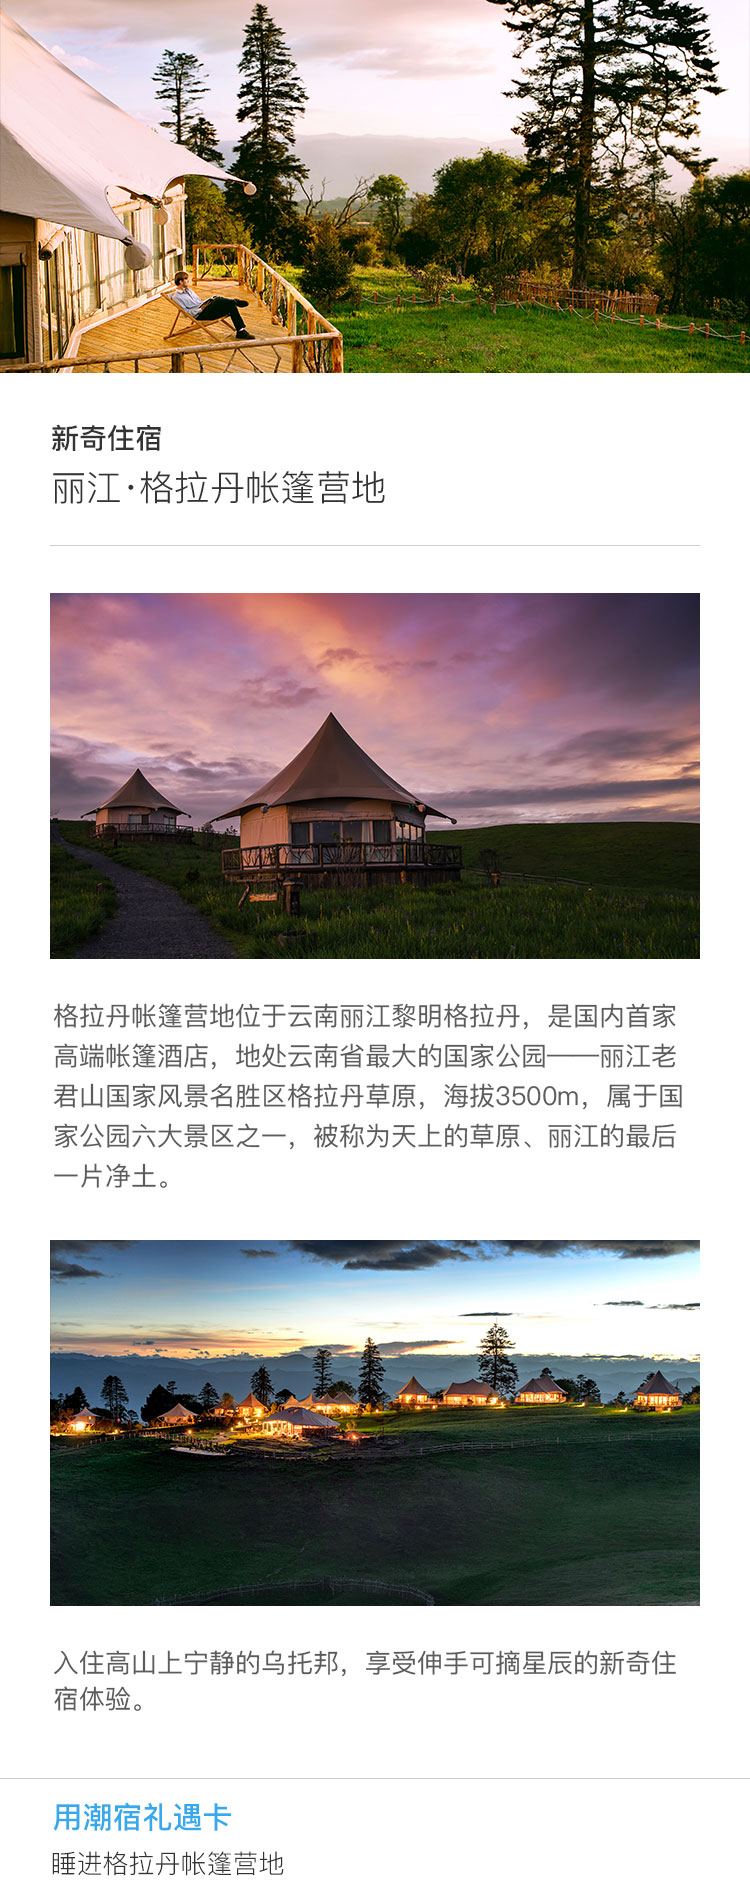 新奇住宿
丽江·格拉丹帐篷营地
格拉丹帐篷营地位于云南丽江黎明格拉丹，是国内首家
高端帐篷酒店，地处云南省最大的国家公园——丽江老
君山国家风景名胜区格拉丹草原，海拔3500m，属于国
家公园六大景区之一，被称为天上的草原、丽江的最后
一片净土。
入住高山上宁静的乌托邦，享受伸手可摘星辰的新奇住
宿体验。
用潮宿礼遇卡
睡进格拉丹帐篷营地